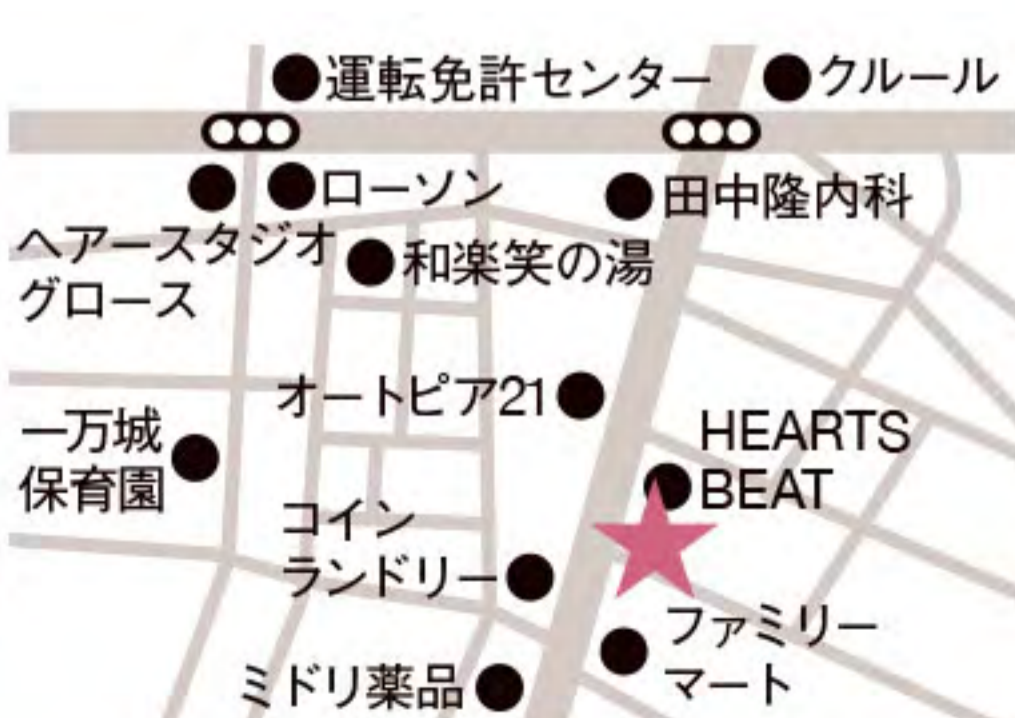 運転免許センター
クルール
ローソン
田中隆内科
ヘアースタジオ
グロース
和楽笑の湯
オートピア21
一万城
保育園
HEARTS
BEAT
コイン
ランドリー
ファミリー
マート
ミドリ薬品